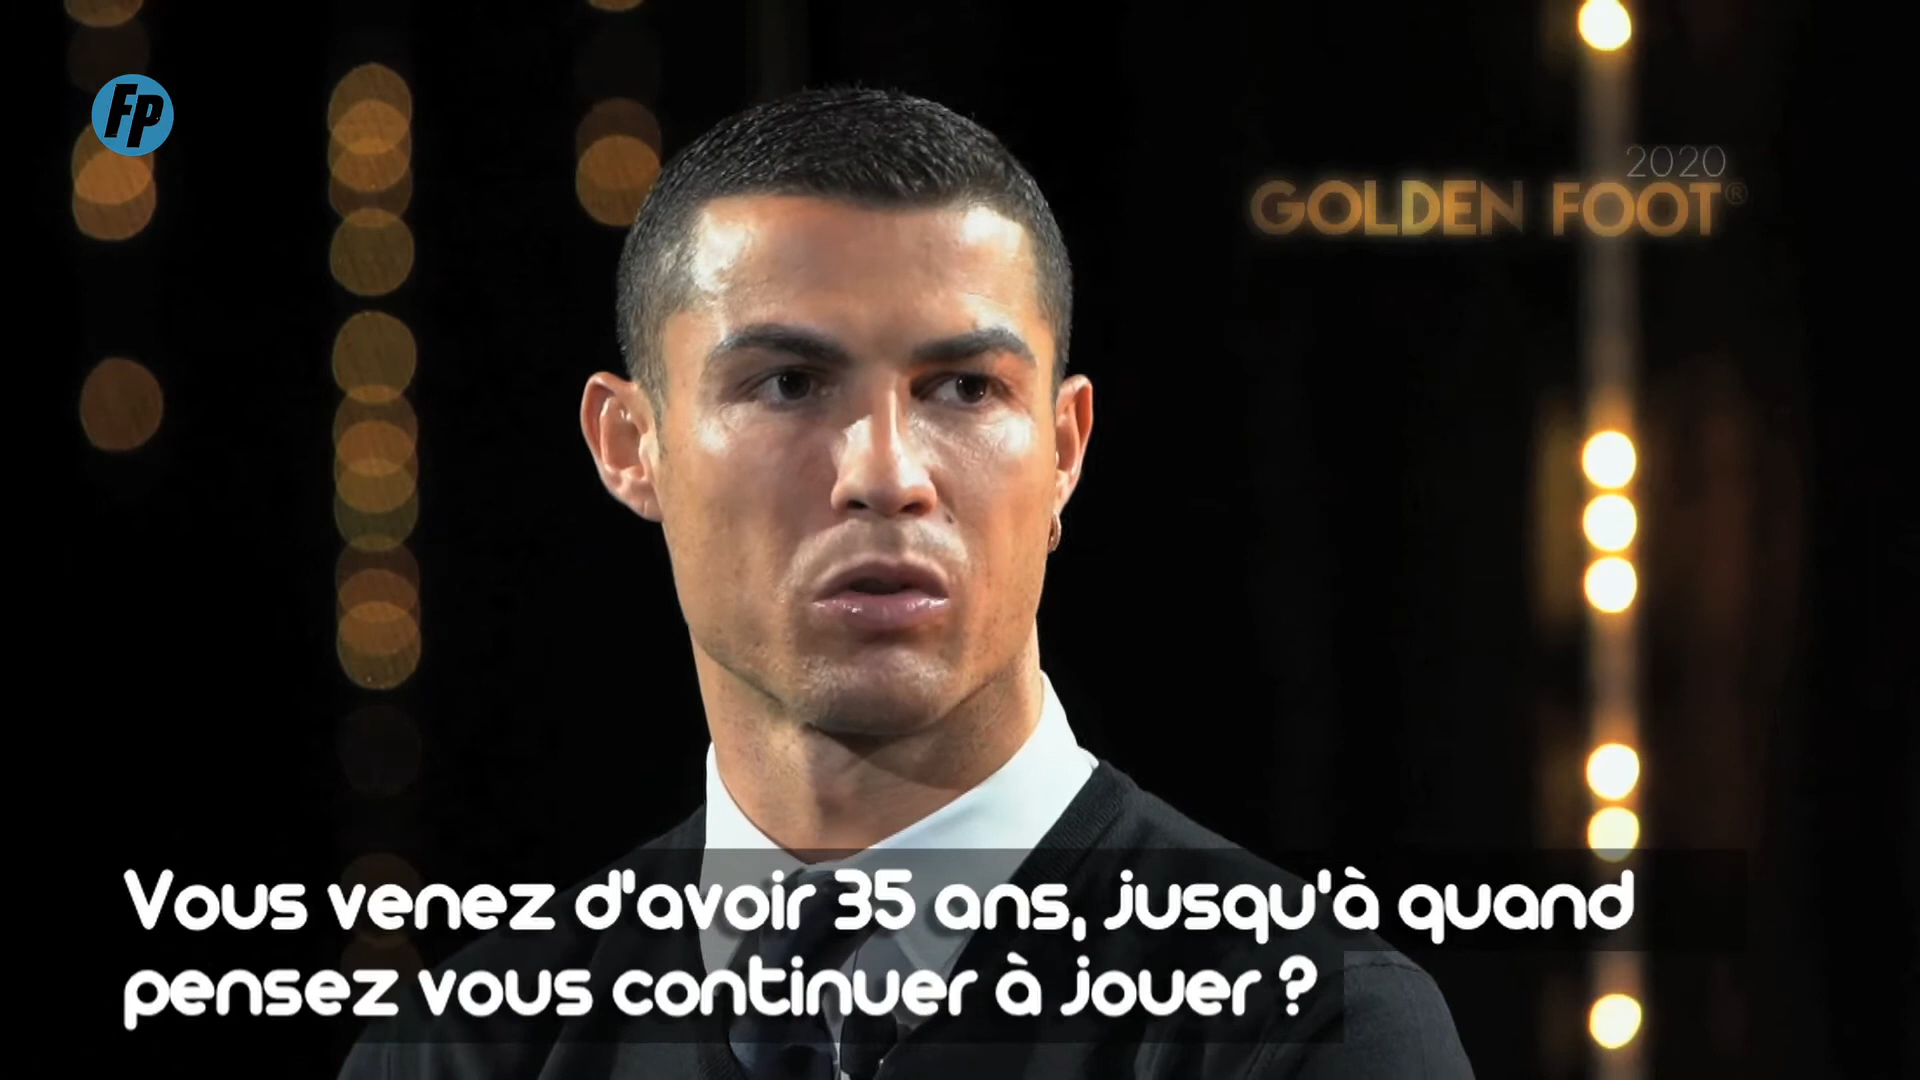 FP
2020
GOLDEN FOOT®
Vous venez d'avoir 35 ans, jusqu'à quand
pensez vous continuer à jouer ?